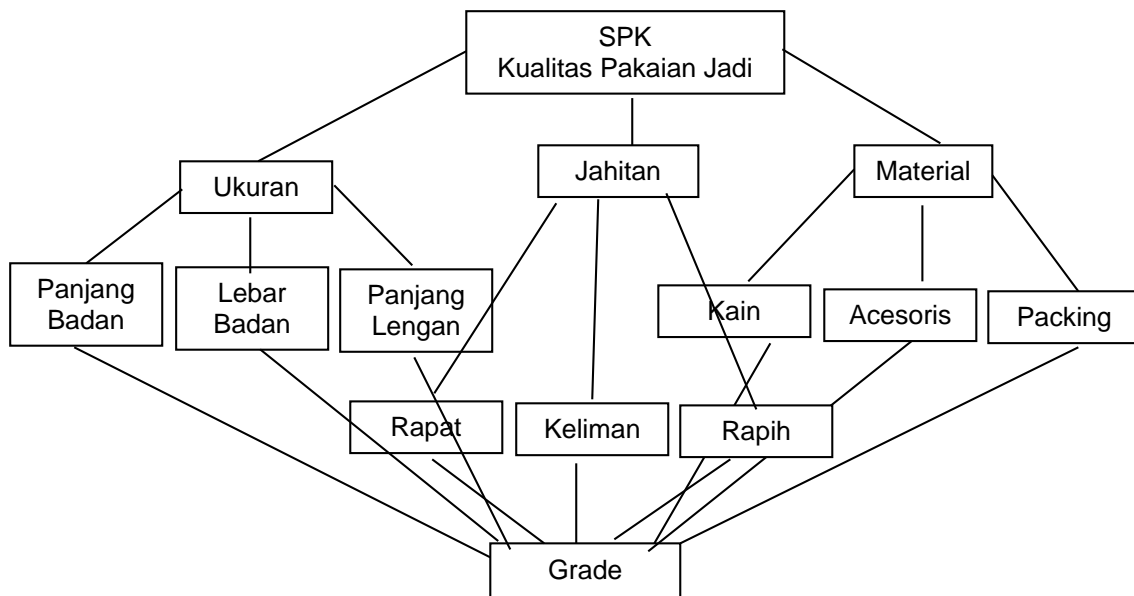 SPK
Kualitas Pakaian Jadi
Ukuran
Jahitan
Material
Panjang
Badan
Lebar
Badan
Panjang
Lengan
Kain
Acesoris
Packing
Rapat
Keliman
Rapih
Grade